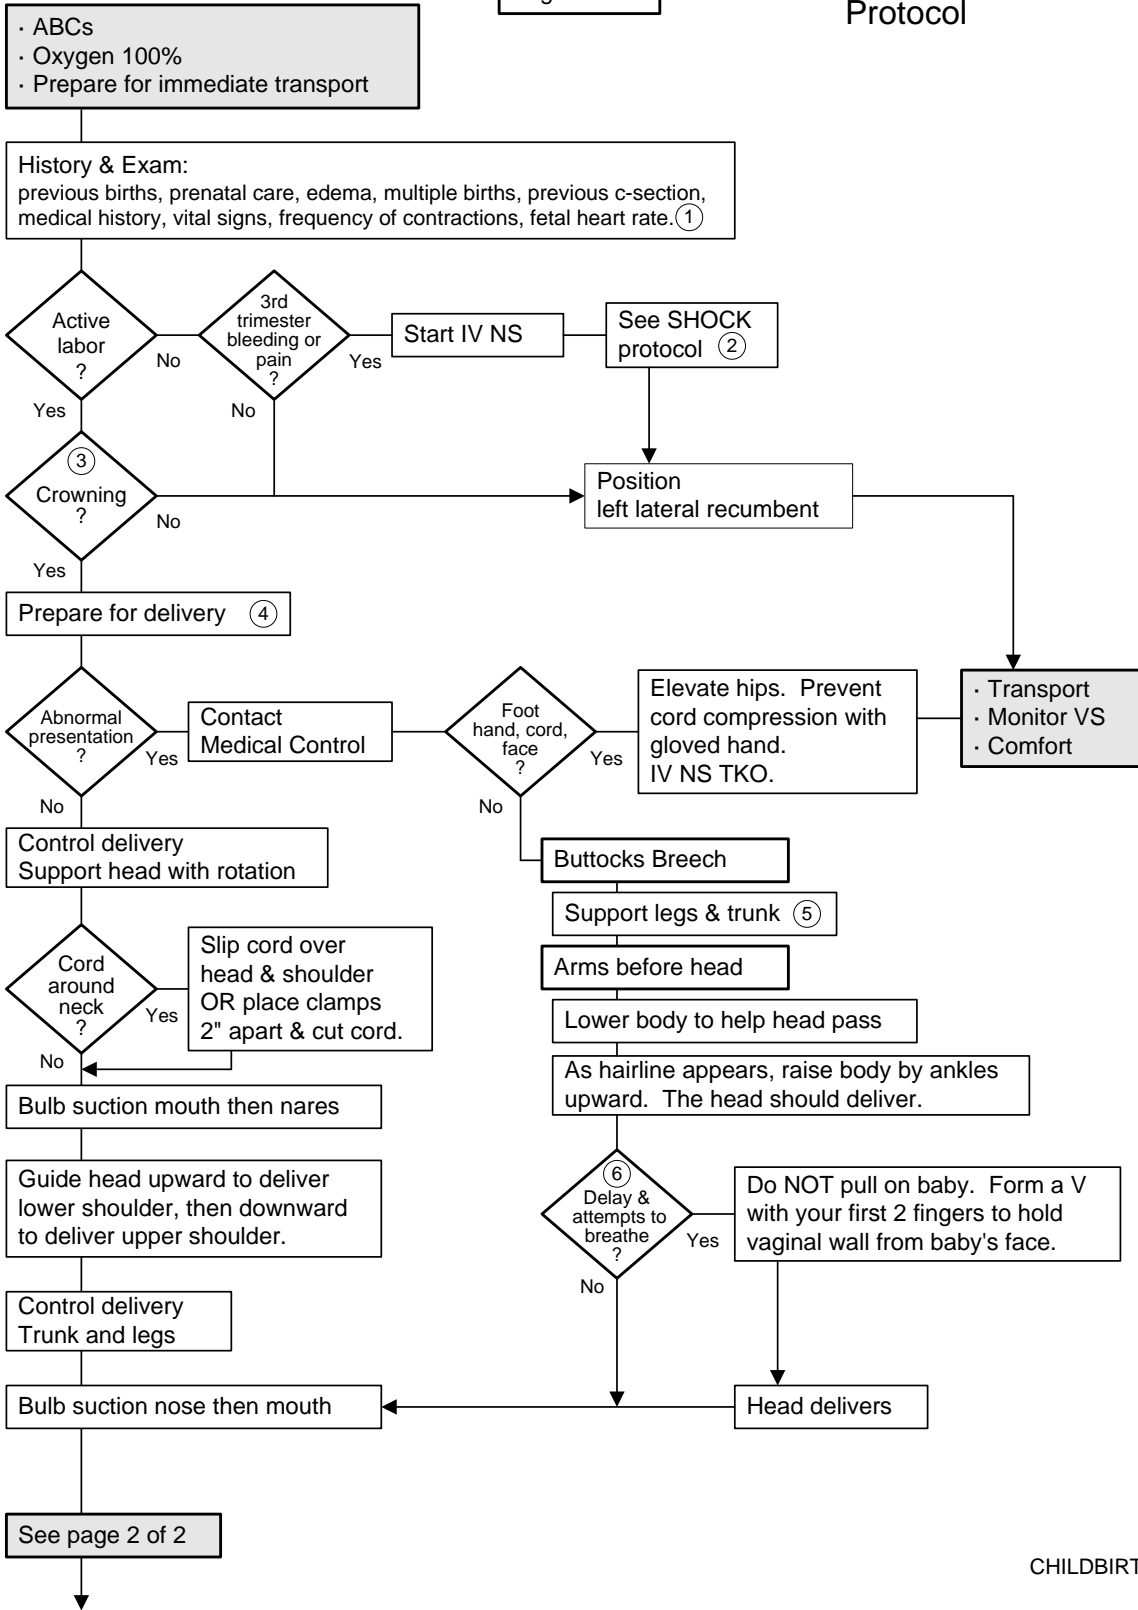 Protocol
· ABCs
· Oxygen 100%
· Prepare for immediate transport
History & Exam:
previous births, prenatal care, edema, multiple births, previous c-section,
medical history, vital signs, frequency of contractions, fetal heart rate. 1
Active
labor
?
No
Yes
3rd
trimester
bleeding or
pain
?
Yes
No
Start IV NS
See SHOCK
protocol 2
3
Crowning
?
No
Yes
Position
left lateral recumbent
Prepare for delivery 4
Abnormal
presentation
?
Yes
No
Contact
Medical Control
Foot
hand, cord,
face
?
Yes
No
Elevate hips. Prevent
cord compression with
gloved hand.
IV NS TKO.
· Transport
· Monitor VS
· Comfort
Control delivery
Support head with rotation
Buttocks Breech
Support legs & trunk 5
Arms before head
Lower body to help head pass
As hairline appears, raise body by ankles
upward. The head should deliver.
Cord
around
neck
?
Yes
No
Slip cord over
head & shoulder
OR place clamps
2" apart & cut cord.
Bulb suction mouth then nares
Guide head upward to deliver
lower shoulder, then downward
to deliver upper shoulder.
6
Delay &
attempts to
breathe
?
Yes
No
Do NOT pull on baby. Form a V
with your first 2 fingers to hold
vaginal wall from baby's face.
Control delivery
Trunk and legs
Bulb suction nose then mouth
Head delivers
See page 2 of 2
CHILDBIRT